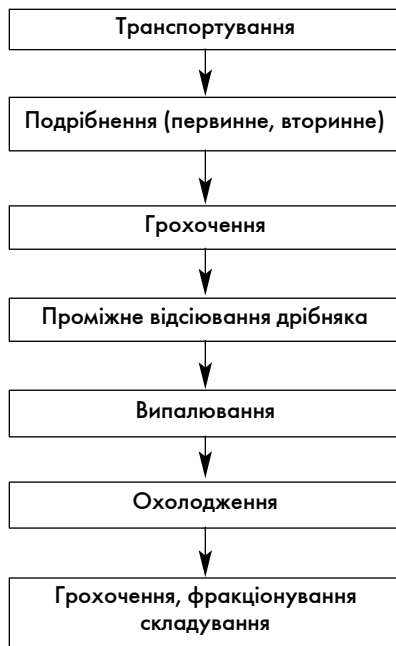 Транспортування
Подрібнення (первинне, вторинне)
Грохочення
Проміжне відсіювання дрібняка
Випалювання
Охолодження
Грохочення, фракціонування
складування